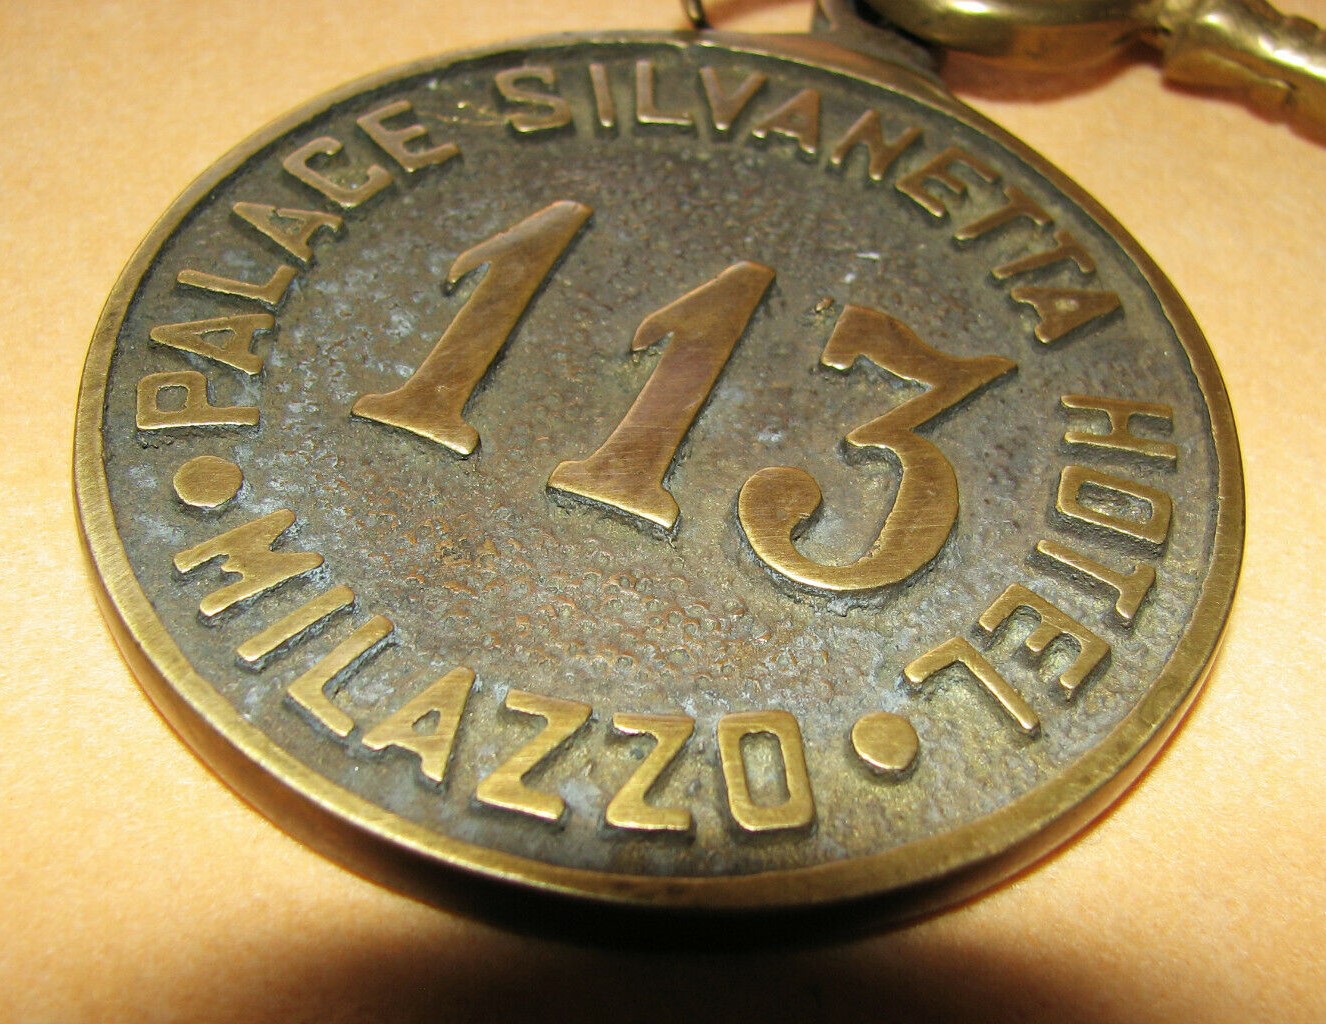 PALACE SILVANETTA HOTEL
113
• MILAZZO •